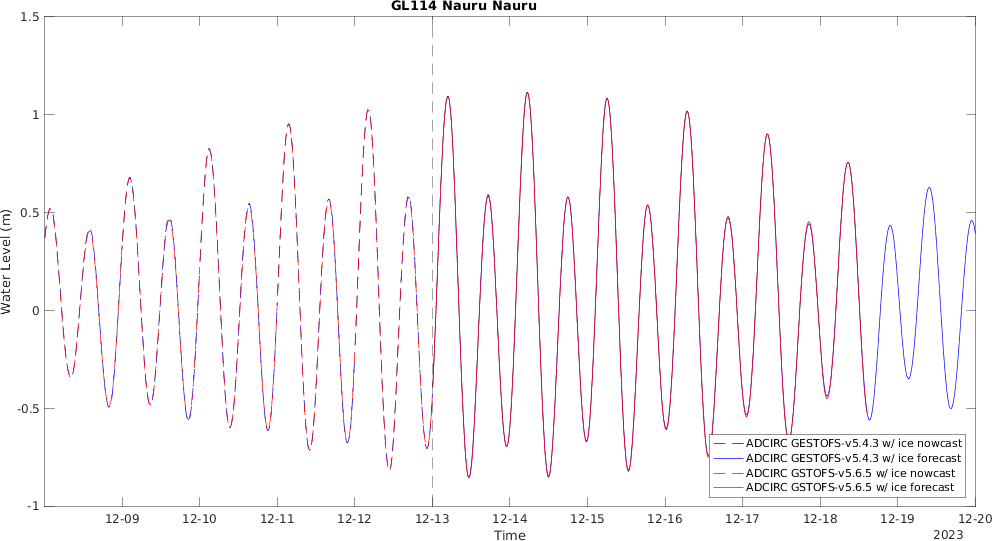 GL114 Nauru Nauru
1.5
1
0.5
0
-0.5
-1
Water Level (m)
12-09 12-10 12-11 12-12 12-13 12-14 12-15 12-16 12-17 12-18 12-19 12-20
Time
2023
ADCIRC GESTOFS-v5.4.3 w/ ice nowcast
ADCIRC GESTOFS-v5.4.3 w/ ice forecast
ADCIRC GSTOFS-v5.6.5 w/ ice nowcast
ADCIRC GSTOFS-v5.6.5 w/ ice forecast